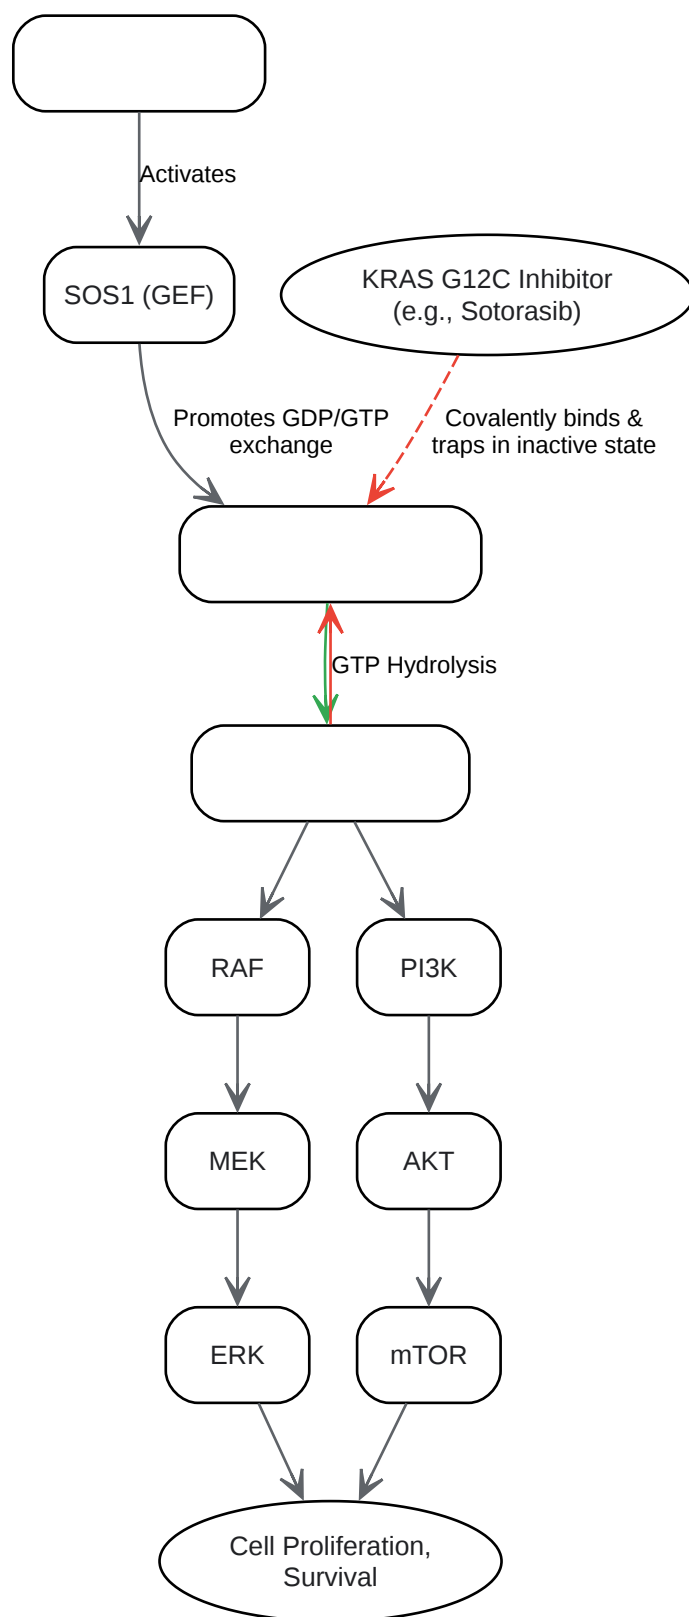 Activates
SOS1 (GEF)
KRAS G12C Inhibitor
(e.g., Sotorasib)
Promotes GDP/GTP
exchange
Covalently binds &
traps in inactive state
GTP Hydrolysis
RAF
PI3K
MEK
AKT
ERK
mTOR
Cell Proliferation,
Survival